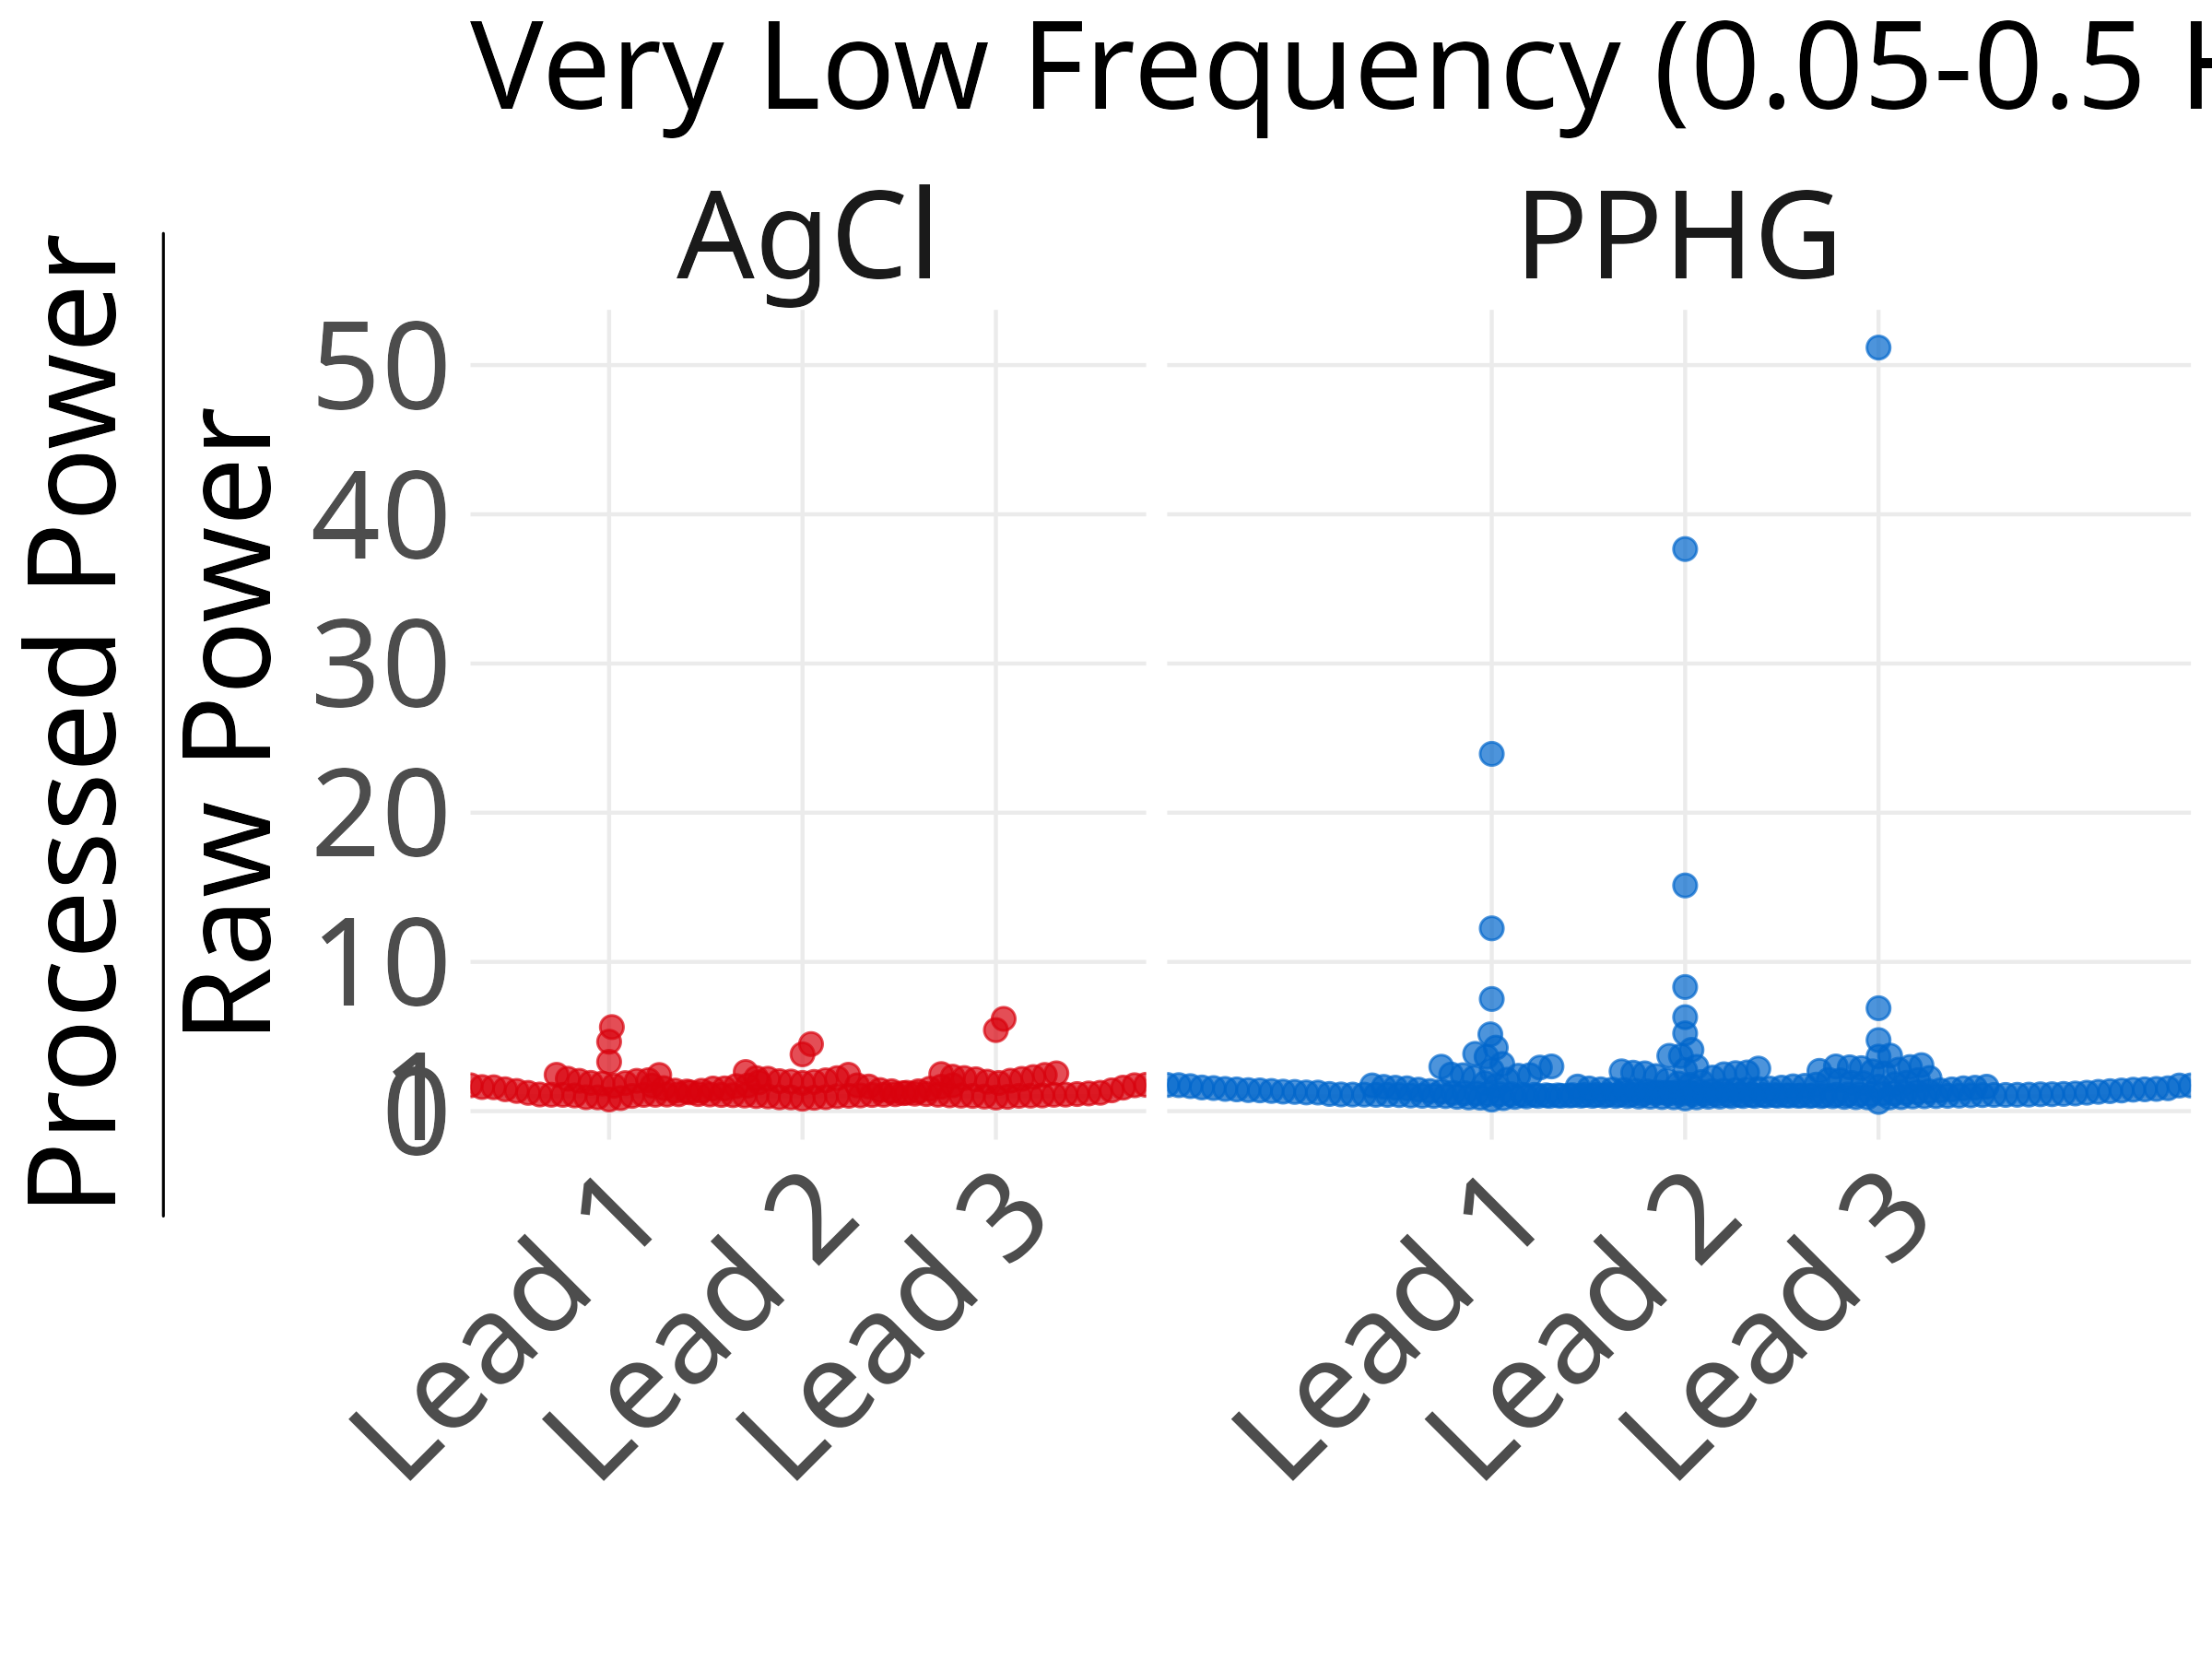 Very Low Frequency (0.05-0.5 H
AgCl
PPHG
Processed Power
Raw Power
50
40
30
20
10
1
0
Lead 1
Lead 2
Lead 3
Lead 1
Lead 2
Lead 3